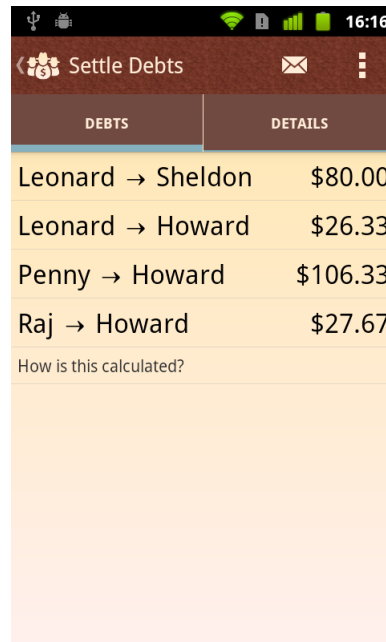 16:16
Settle Debts
DEBTS DETAILS
Leonard → Sheldon $80.00
Leonard → Howard $26.33
Penny → Howard $106.33
Raj → Howard $27.67
How is this calculated?